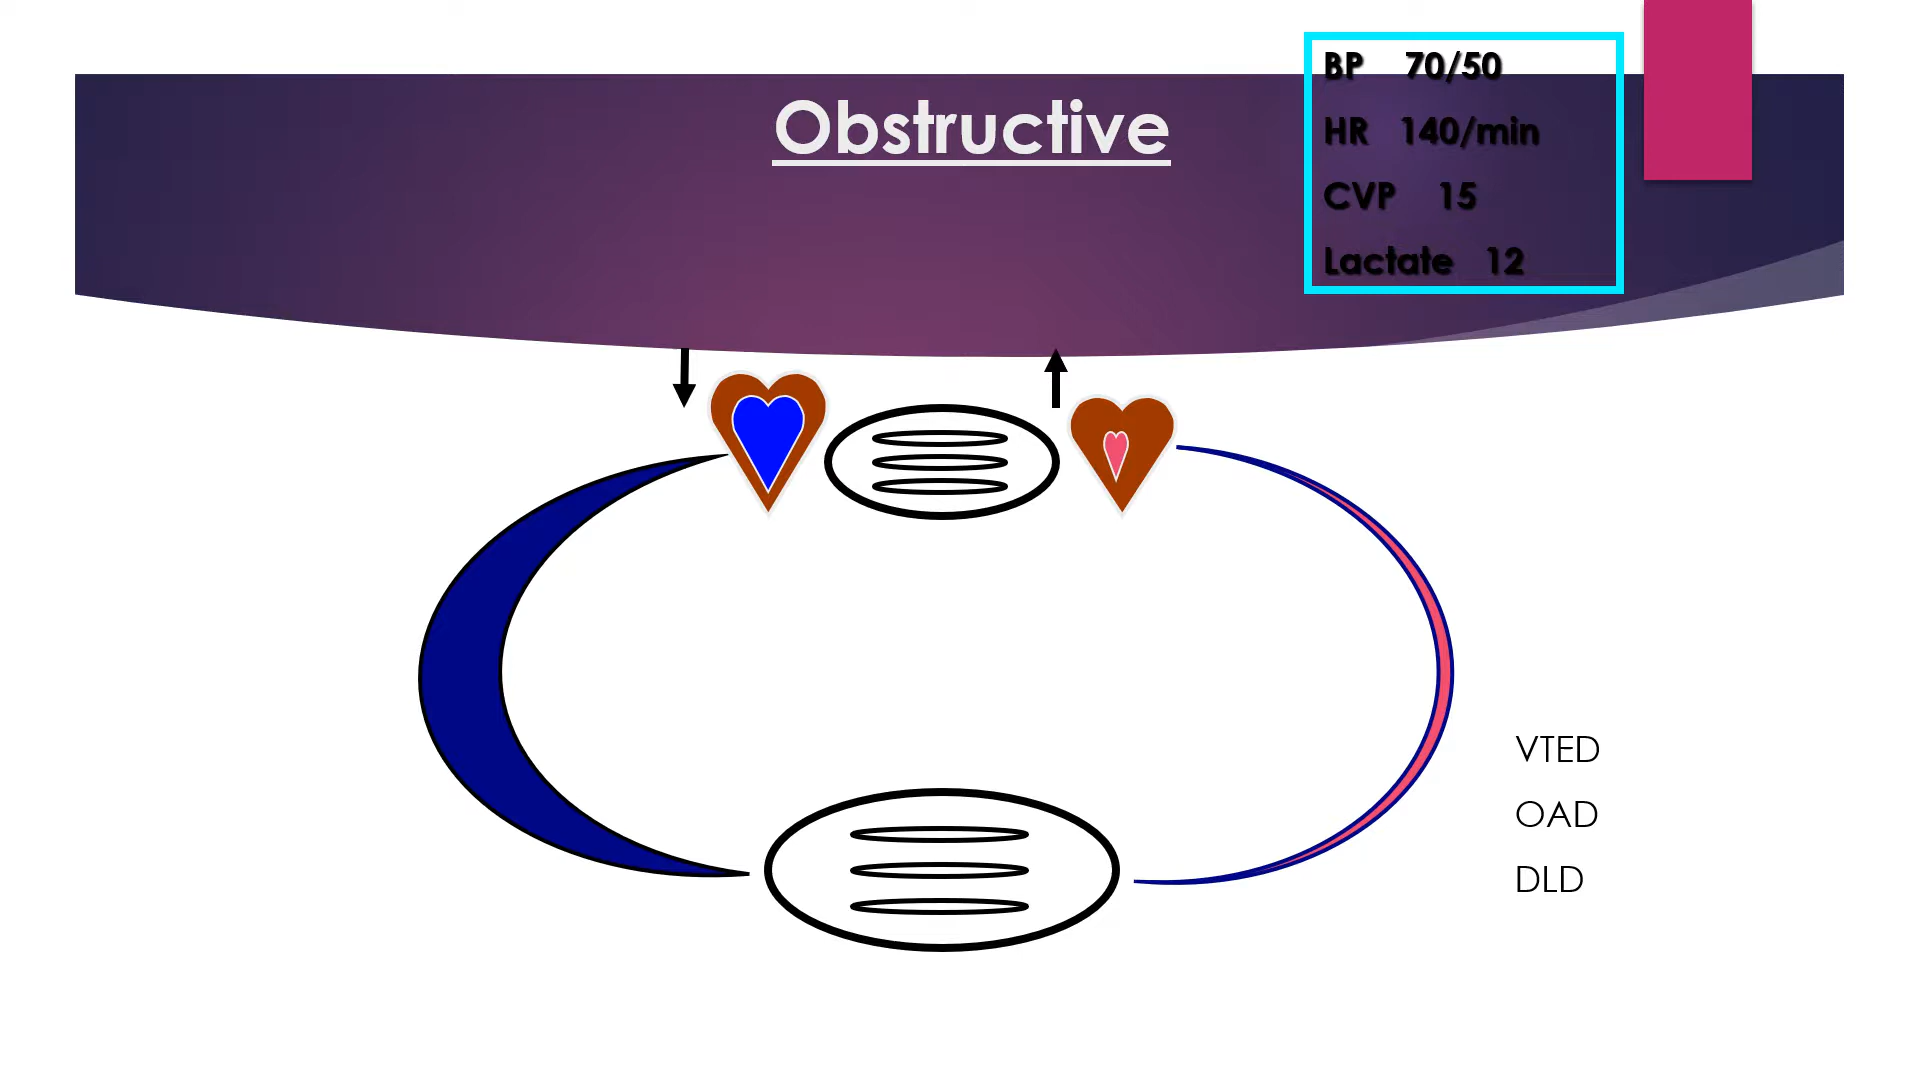 Obstructive
BP 70/50
HR 140/min
CVP 15
Lactate 12
VTED
OAD
DLD